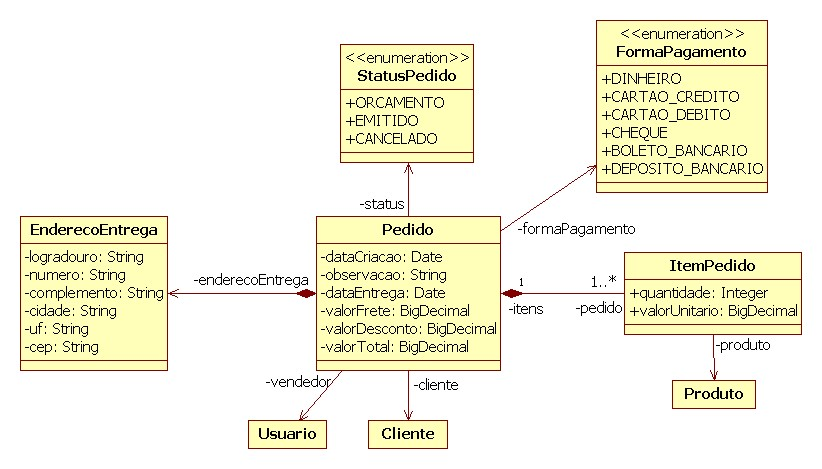 <<enumeration>>
StatusPedido
+ORCAMENTO
+EMITIDO
+CANCELADO
<<enumeration>>
FormaPagamento
+DINHEIRO
+CARTAO_CREDITO
+CARTAO_DEBITO
+CHEQUE
+BOLETO_BANCARIO
+DEPOSITO_BANCARIO
-status
-formaPagamento
EnderecoEntrega
-logradouro: String
-numero: String
-complemento: String
-cidade: String
-uf: String
-cep: String
-enderecoEntrega
Pedido
-dataCriacao: Date
-observacao: String
-dataEntrega: Date
-valorFrete: BigDecimal
-valorDesconto: BigDecimal
-valorTotal: BigDecimal
1
-itens
1..*
-pedido
ItemPedido
+quantidade: Integer
+valorUnitario: BigDecimal
-produto
Produto
-vendedor
-cliente
Usuario
Cliente